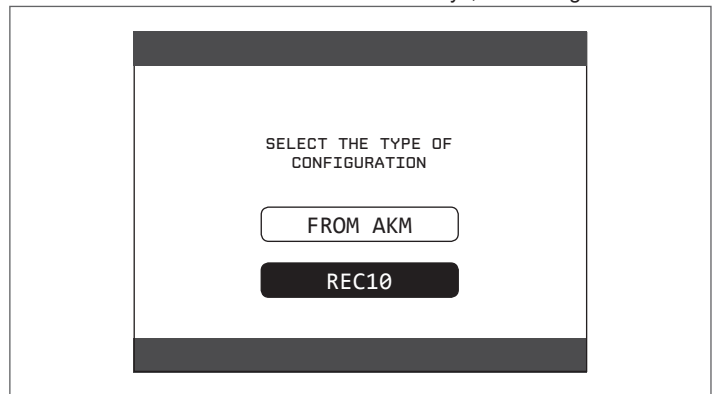 SELECT THE TYPE OF
CONFIGURATION
FROM AKM
REC10